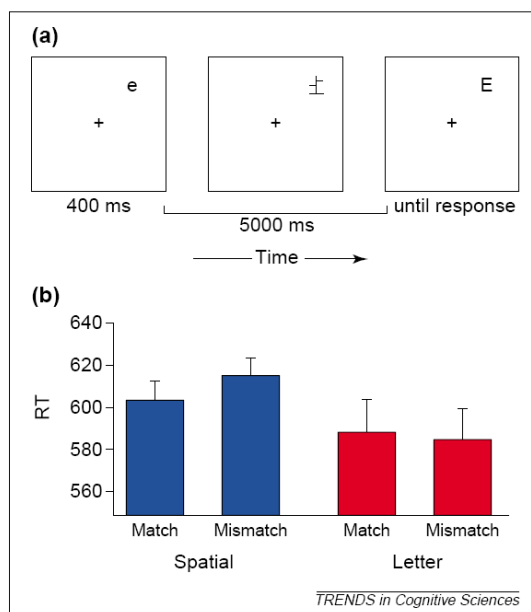 (a)
e
E
+ + +
400 ms
until response
5000 ms
Time
(b)
640
620
600
580
560
RT
Match Mismatch Match Mismatch
Spatial Letter
TRENDS in Cognitive Sciences